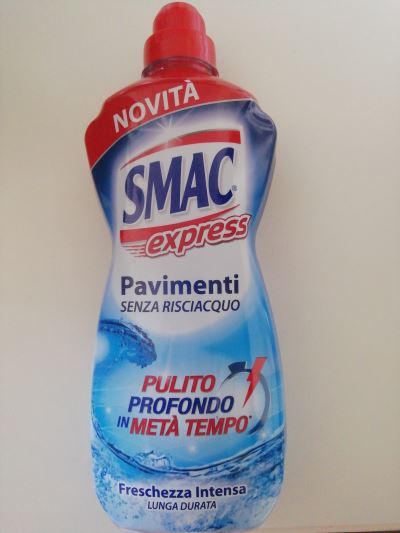 NOVITÀ
SMAC®
express
Pavimenti
SENZA RISCIACQUO
PULITO
PROFONDO
IN METÀ TEMPO*
Freschezza Intensa
LUNGA DURATA